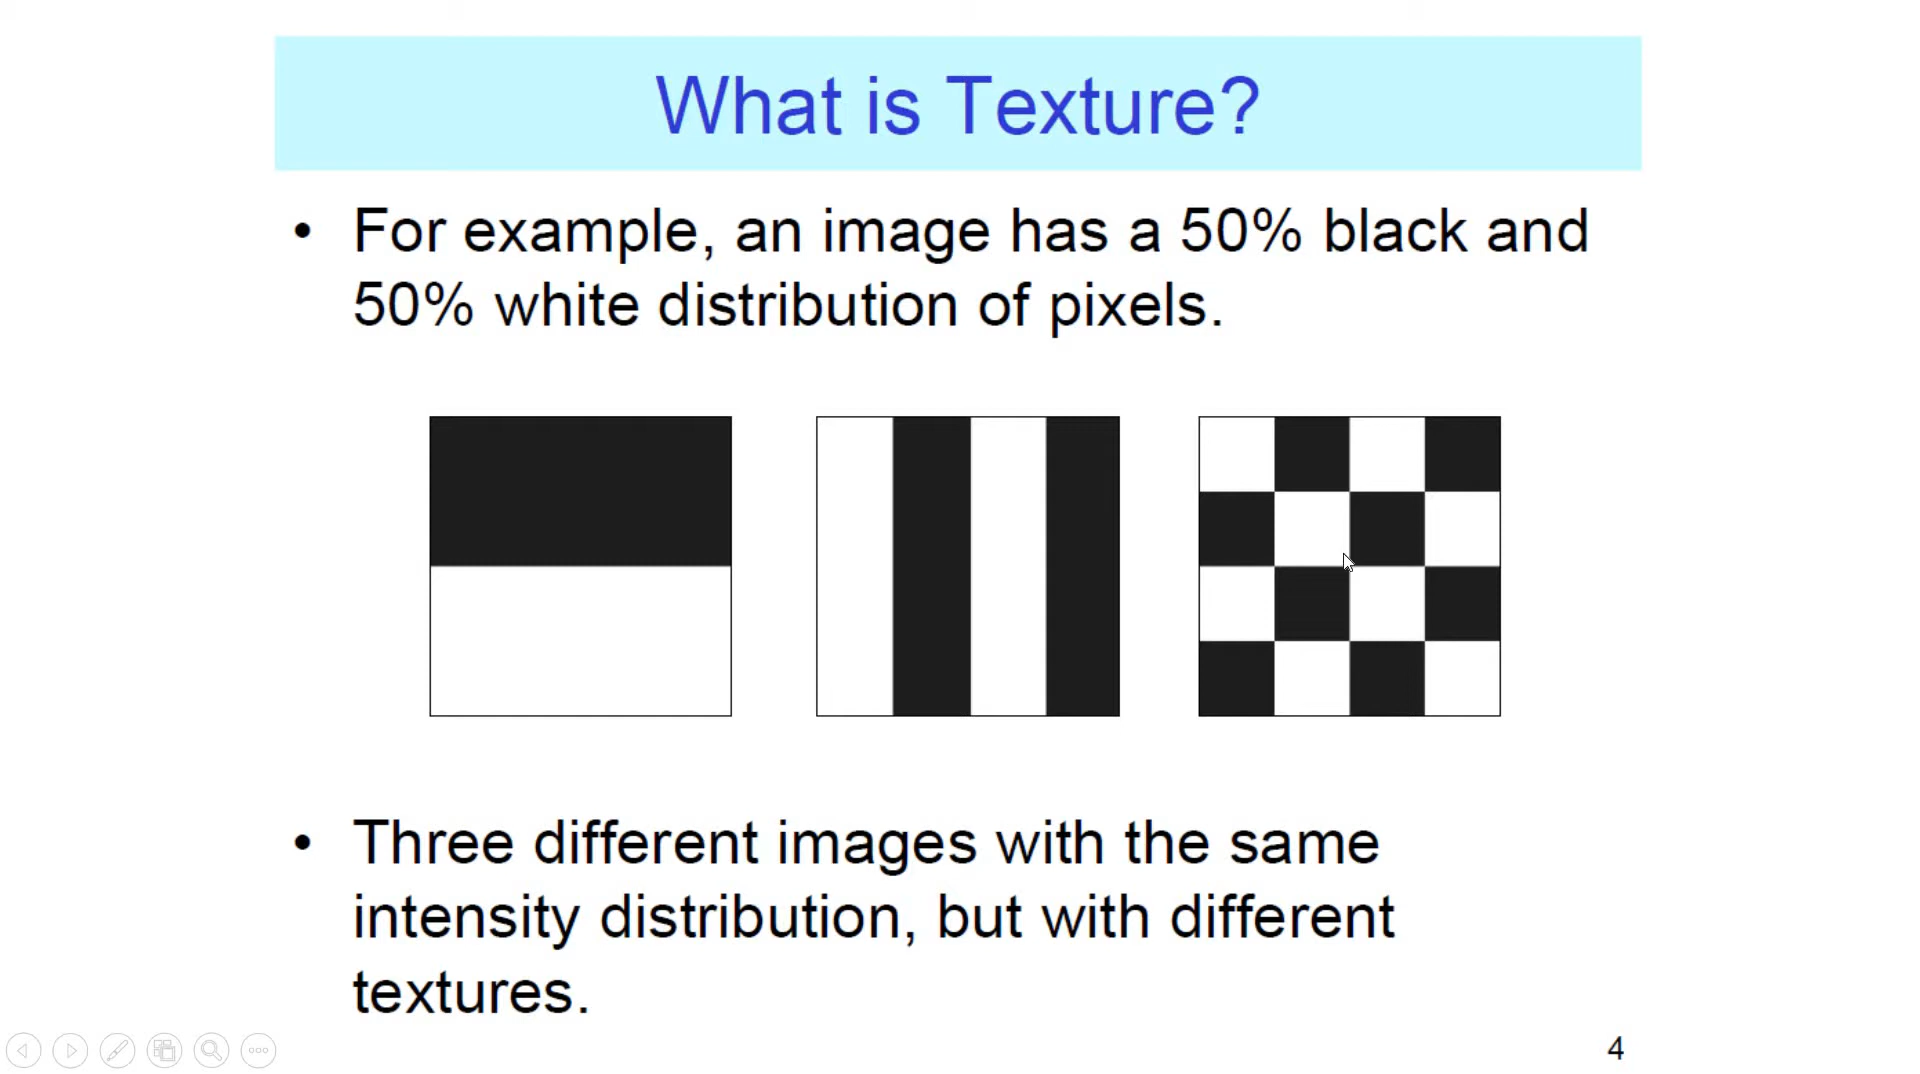 What is Texture?
• For example, an image has a 50% black and
50% white distribution of pixels.
• Three different images with the same
intensity distribution, but with different
textures.
4